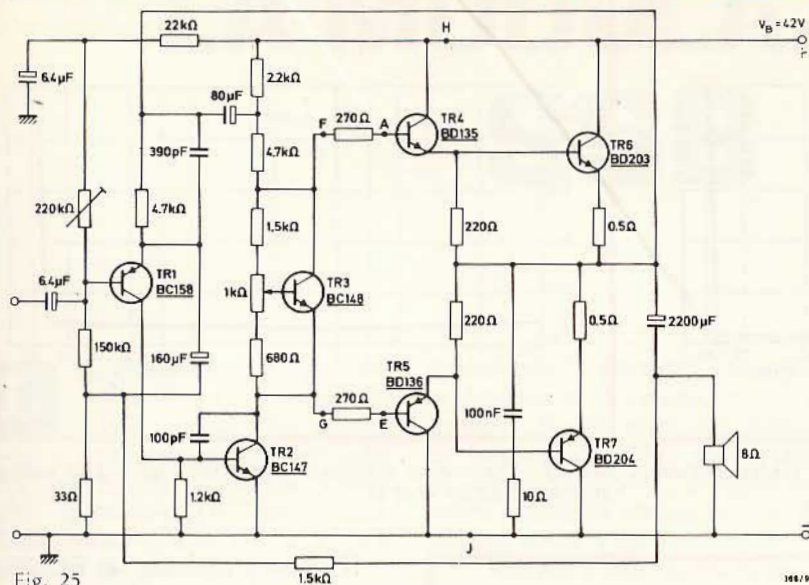 22kΩ
H
V_B = 42V
+
6.4µF
2.2kΩ
80µF
270Ω
TR4
BD135
F
A
TR6
BD203
390pF
4.7kΩ
220kΩ
4.7kΩ
1,5kΩ
220Ω
0.5Ω
TR1
BC158
6.4µF
1kΩ
TR3
BC148
220Ω
0.5Ω
2200µF
150kΩ
160µF
680Ω
270Ω
TR5
BD136
G
E
100nF
TR7
BD204
100pF
TR2
BC147
8Ω
33Ω
1.2kΩ
10Ω
J
-
1.5kΩ
Fig. 25